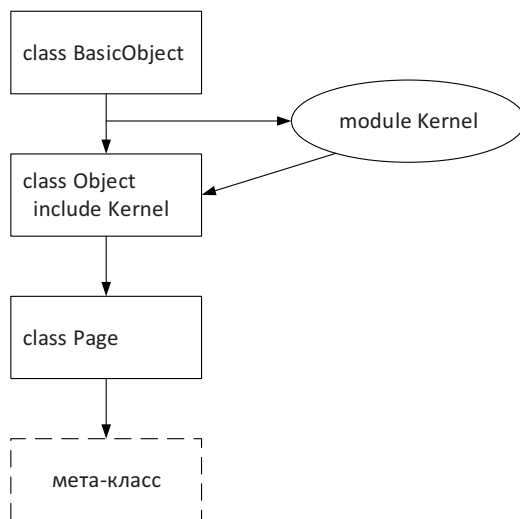 class BasicObject
module Kernel
class Object
include Kernel
class Page
мета-класс